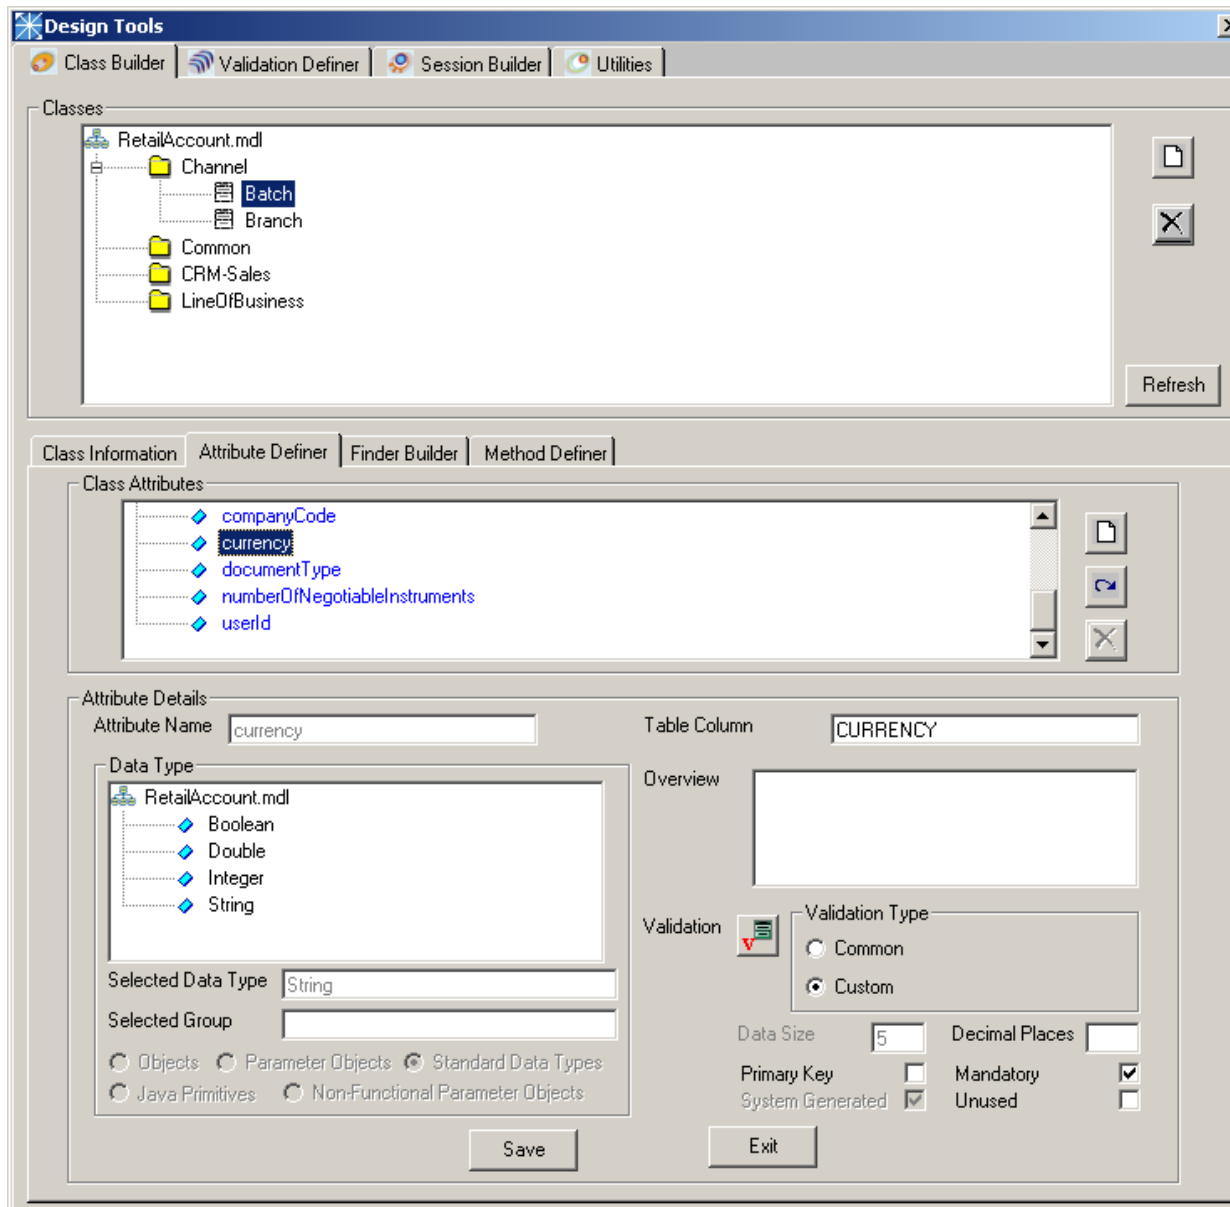 Design Tools
Class Builder Validation Definer Session Builder Utilities
Classes
RetailAccount.mdl
Channel
Batch
Branch
Common
CRM-Sales
LineOfBusiness
Refresh
Class Information Attribute Definer Finder Builder Method Definer
Class Attributes
companyCode
currency
documentType
numberOfNegotiableInstruments
userId
Attribute Details
Attribute Name currency Table Column CURRENCY
Data Type
RetailAccount.mdl
Boolean
Double
Integer
String
Overview
Validation V Validation Type
Common
Custom
Selected Data Type String
Selected Group
Objects Parameter Objects Standard Data Types
Java Primitives Non-Functional Parameter Objects
Data Size 5 Decimal Places
Primary Key Mandatory
System Generated Unused
Save Exit